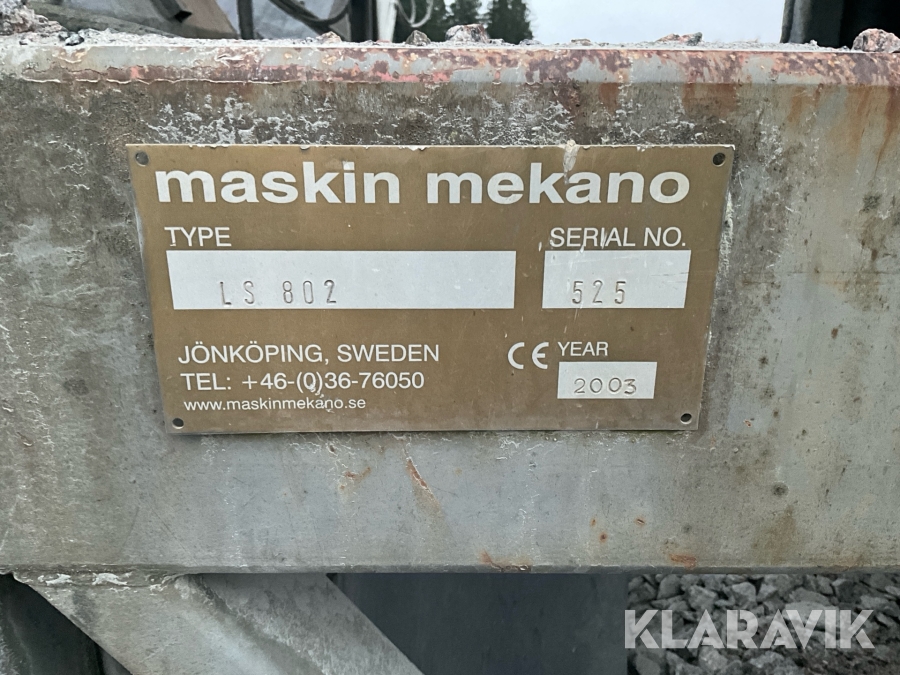 maskin mekano
TYPE
SERIAL NO.
LS 802
525
JÖNKÖPING, SWEDEN
CE YEAR
TEL: +46-(0)36-76050
2003
www.maskinmekano.se
KLARAVIK